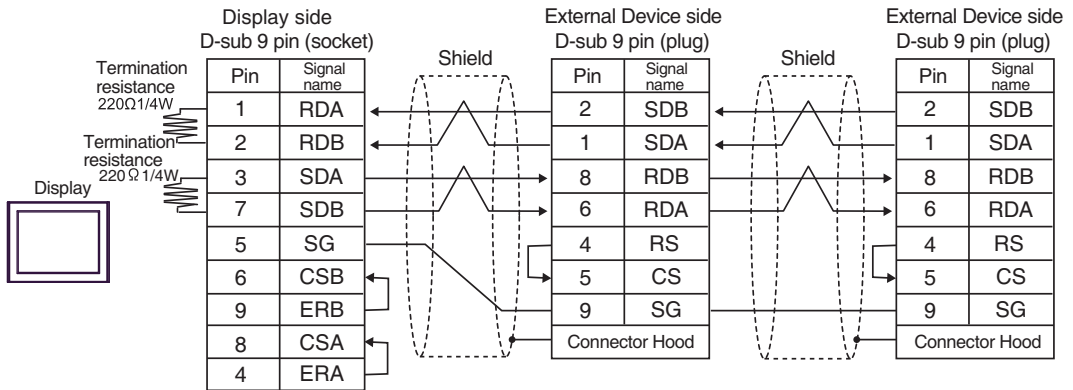 Display side
D-sub 9 pin (socket)
External Device side
D-sub 9 pin (plug)
External Device side
D-sub 9 pin (plug)
Termination
resistance
220Ω1/4W
Termination
resistance
220Ω1/4W
Display
Shield
Shield
Pin Signal name
1 RDA
2 RDB
3 SDA
7 SDB
5 SG
6 CSB
9 ERB
8 CSA
4 ERA
Pin Signal name
2 SDB
1 SDA
8 RDB
6 RDA
4 RS
5 CS
9 SG
Connector Hood
Pin Signal name
2 SDB
1 SDA
8 RDB
6 RDA
4 RS
5 CS
9 SG
Connector Hood